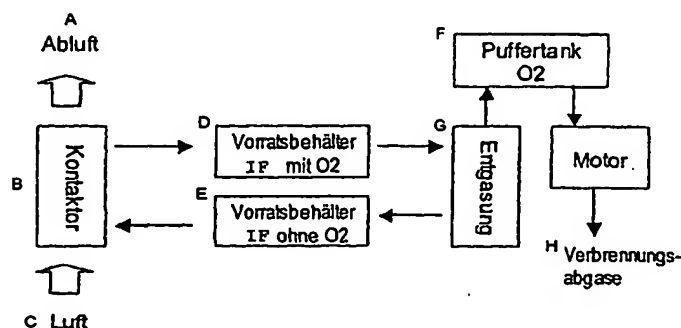 A
Abluft
F
Puffertank
O2
D
Vorratsbehälter
IF mit O2
G
Entgasung
Motor
B
Kontaktor
E
Vorratsbehälter
IF ohne O2
H Verbrennungs-
abgase
C Luft